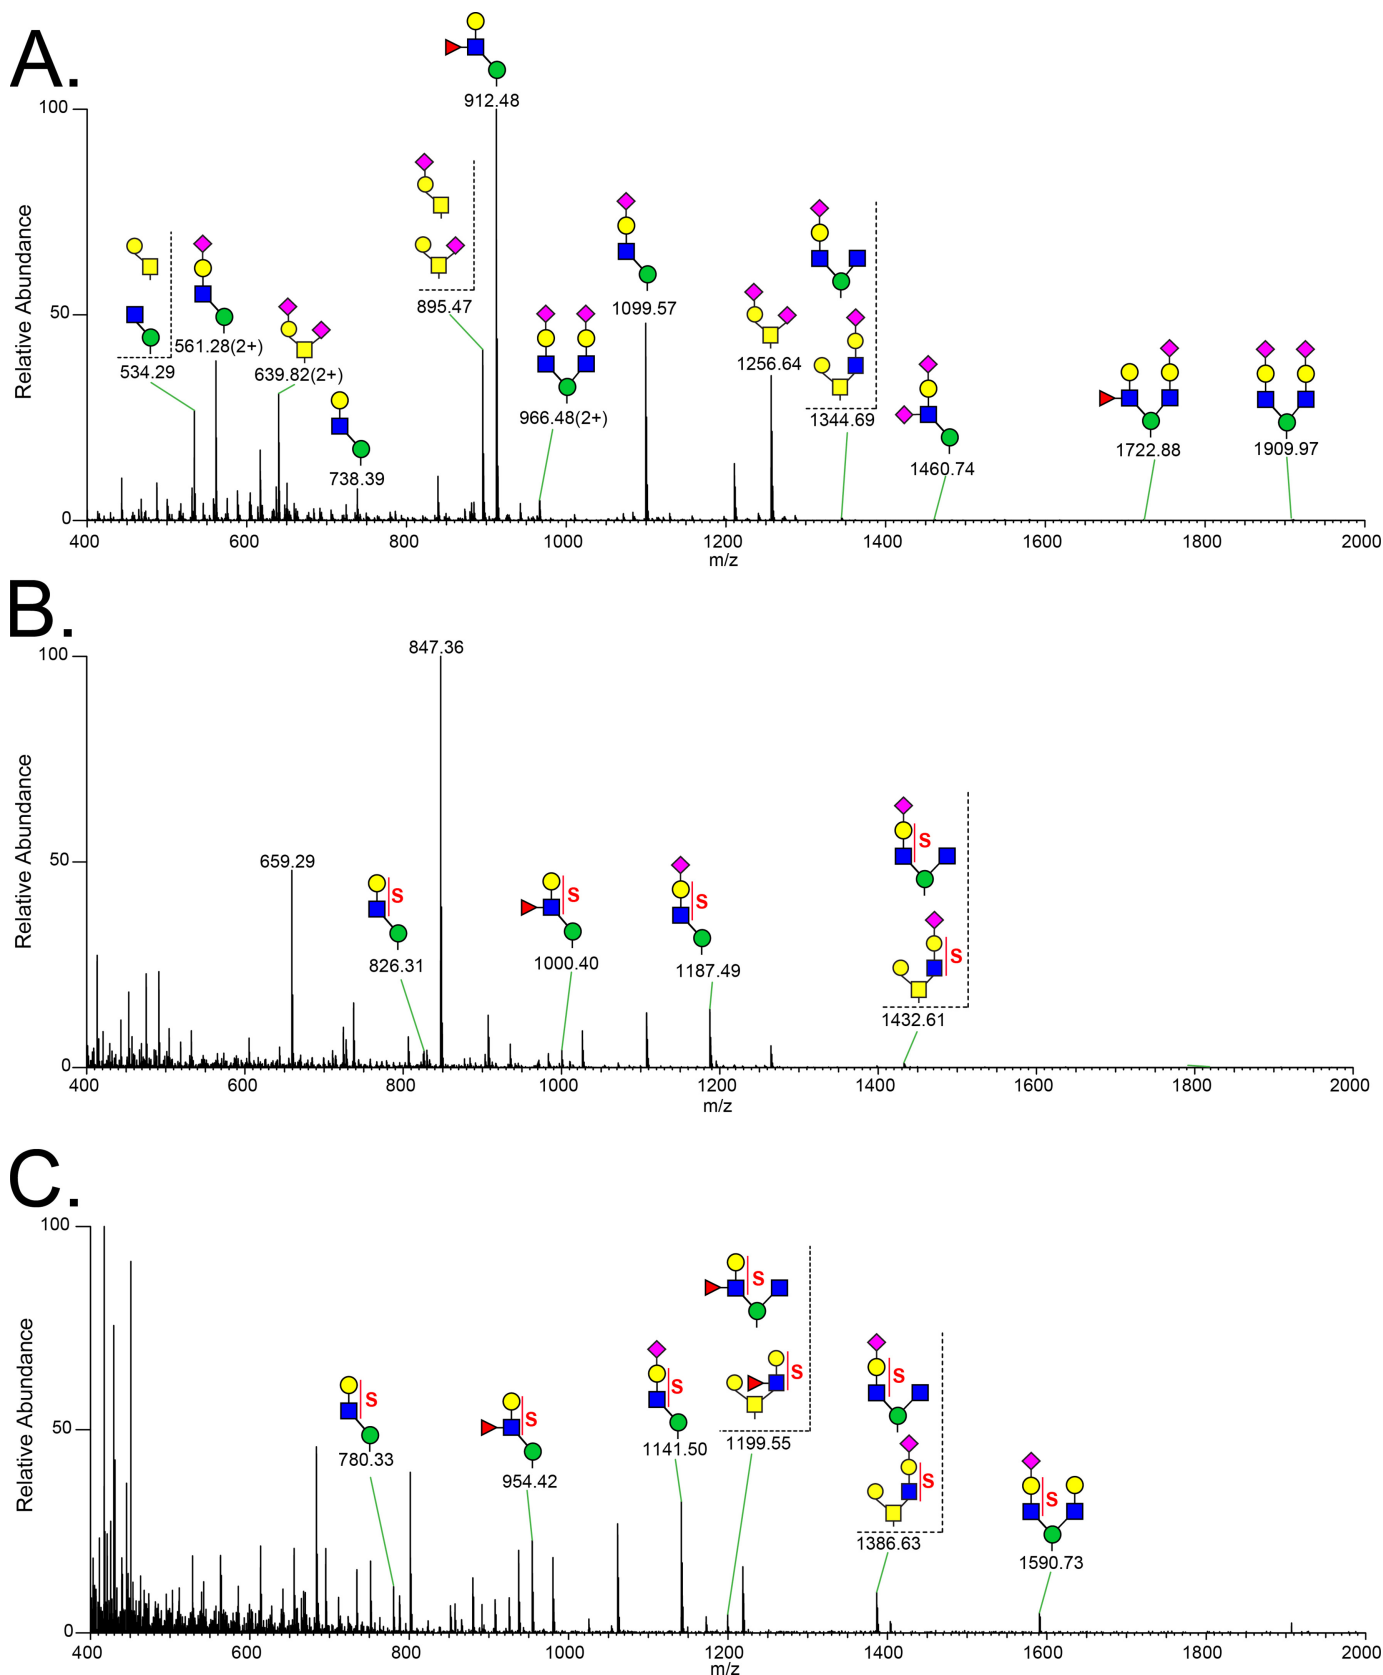 A.
912.48
100
895.47
1099.57
50
561.28(2+)
1256.64
534.29
639.82(2+)
966.48(2+)
1344.69
738.39
1460.74
1722.88
1909.97
0
Relative Abundance
400
600
800
1000
1200
1400
1600
1800
2000
m/z
B.
847.36
100
S
659.29
50
S
S
S
S
826.31
1000.40
1187.49
1432.61
0
Relative Abundance
400
600
800
1000
1200
1400
1600
1800
2000
m/z
C.
100
S
S
S
S
S
S
S
S
S
50
780.33
954.42
1141.50
1199.55
1386.63
1590.73
0
Relative Abundance
400
600
800
1000
1200
1400
1600
1800
2000
m/z